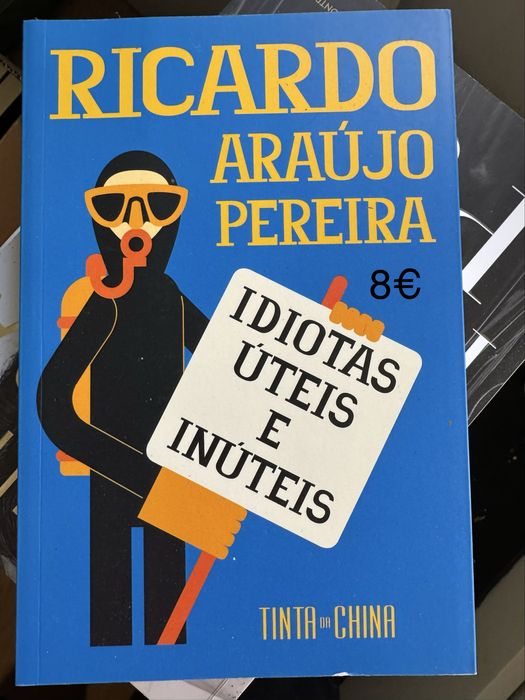 RICARDO
ARAÚJO
PEREIRA
8€
IDIOTAS
ÚTEIS
E
INÚTEIS
TINTA DA CHINA